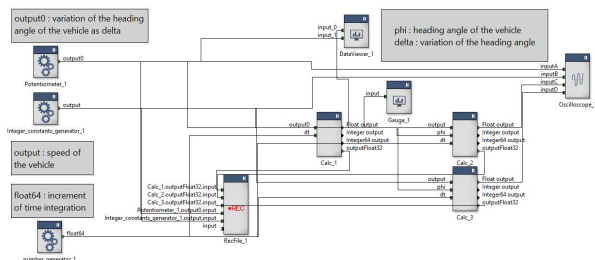 output0 : variation of the heading
angle of the vehicle as delta
output0
Potentiometer_1
output
Integer_constants_generator_1
output : speed of
the vehicle
float64 : increment
of time integration
float64
number_generator_1
input_0
input_1
DataViewer_1
phi : heading angle of the vehicle
delta : variation of the heading angle
inputA
inputB
inputC
inputD
Oscilloscope_1
input
Gauge_1
output0
dt
Float output
Integer output
Integer64 output
outputFloat32
Calc_1
output
phi
dt
Float output
Integer output
Integer64 output
outputFloat32
Calc_2
output
phi
dt
Float output
Integer output
Integer64 output
outputFloat32
Calc_3
Calc_1.outputFloat32.input
Calc_2.outputFloat32.input
Calc_3.outputFloat32.input
Potentiometer_1.output0.input
Integer_constants_generator_1.output.input
input
REC
RecFile_1